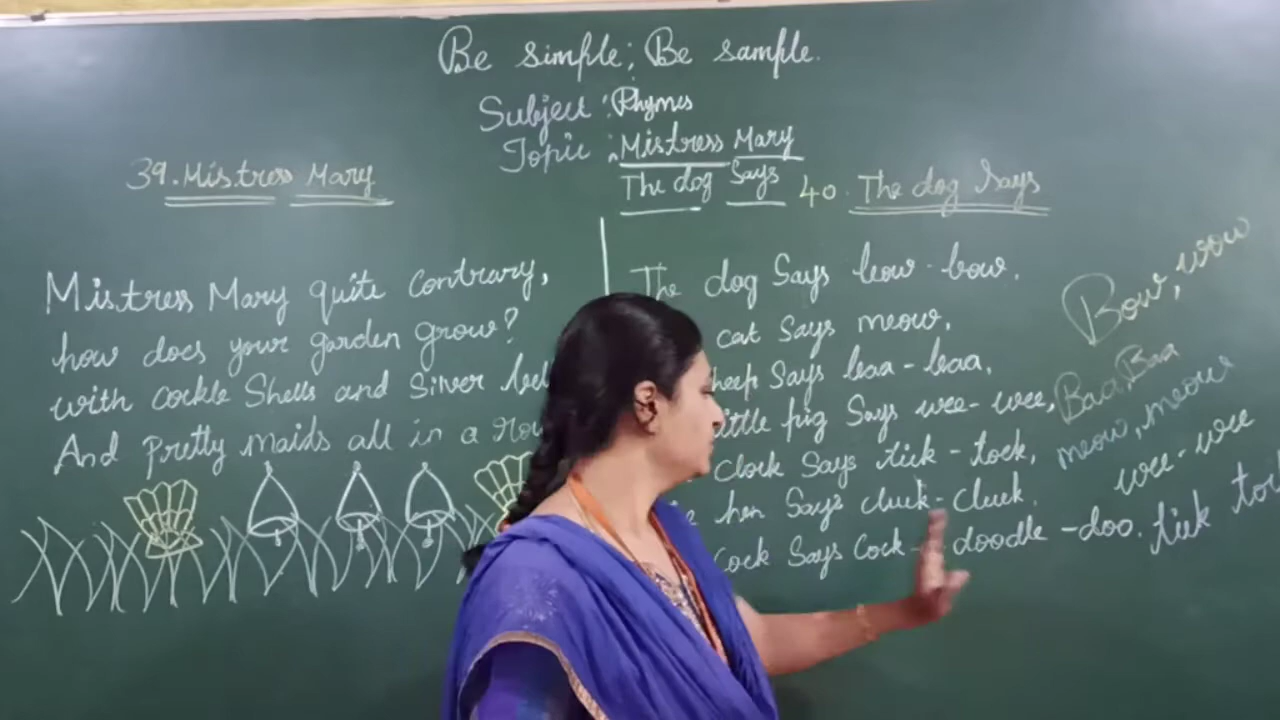 Be simple; Be sample.
Subject : Rhymes
Topic : Mistress Mary
The dog Says
39. Mistress Mary
Mistress Mary quite contrary,
how does your garden grow?
with cockle Shells and Silver
And Pretty maids all in a
40. The dog Says
The dog Says bow - bow.
cat Says meow.
Says baa - baa.
pig Says wee - wee,
Clock Says tick - tock,
hen Says cluck - cluck.
Cock Says Cock - doodle - doo.
Bow, wow
Baa, Baa
meow, meow
wee - wee
tick